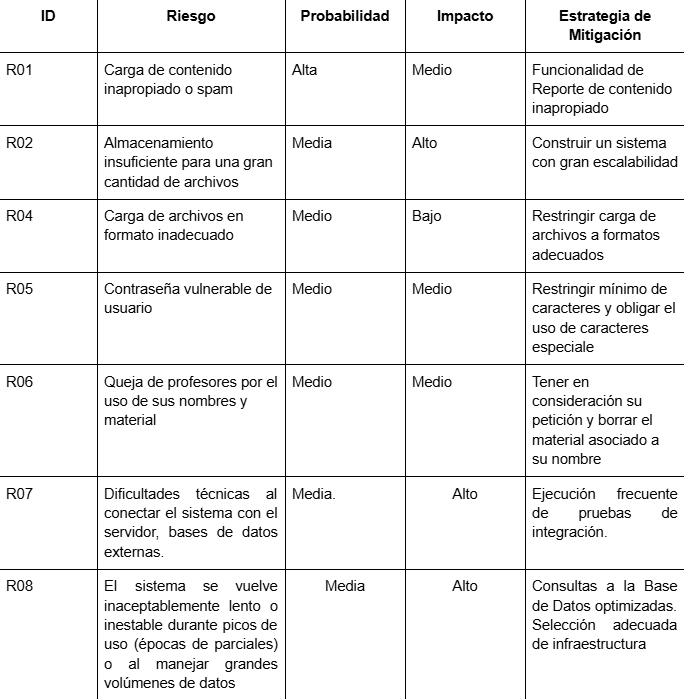 ID Riesgo Probabilidad Impacto Estrategia de
Mitigación
R01 Carga de contenido Alta Medio Funcionalidad de
inapropiado o spam Reporte de contenido
inapropiado
R02 Almacenamiento Media Alto Construir un sistema
insuficiente para una gran con gran escalabilidad
cantidad de archivos
R04 Carga de archivos en Medio Bajo Restringir carga de
formato inadecuado archivos a formatos
adecuados
R05 Contraseña vulnerable de Medio Medio Restringir mínimo de
usuario caracteres y obligar el
uso de caracteres
especiale
R06 Queja de profesores por el Medio Medio Tener en
uso de sus nombres y consideración su
material petición y borrar el
material asociado a
su nombre
R07 Dificultades técnicas al Media. Alto Ejecución frecuente
conectar el sistema con el de pruebas de
servidor, bases de datos integración.
externas.
R08 El sistema se vuelve Media Alto Consultas a la Base
inaceptablemente lento o de Datos optimizadas.
inestable durante picos de Selección adecuada
uso (épocas de parciales) de infraestructura
o al manejar grandes
volúmenes de datos